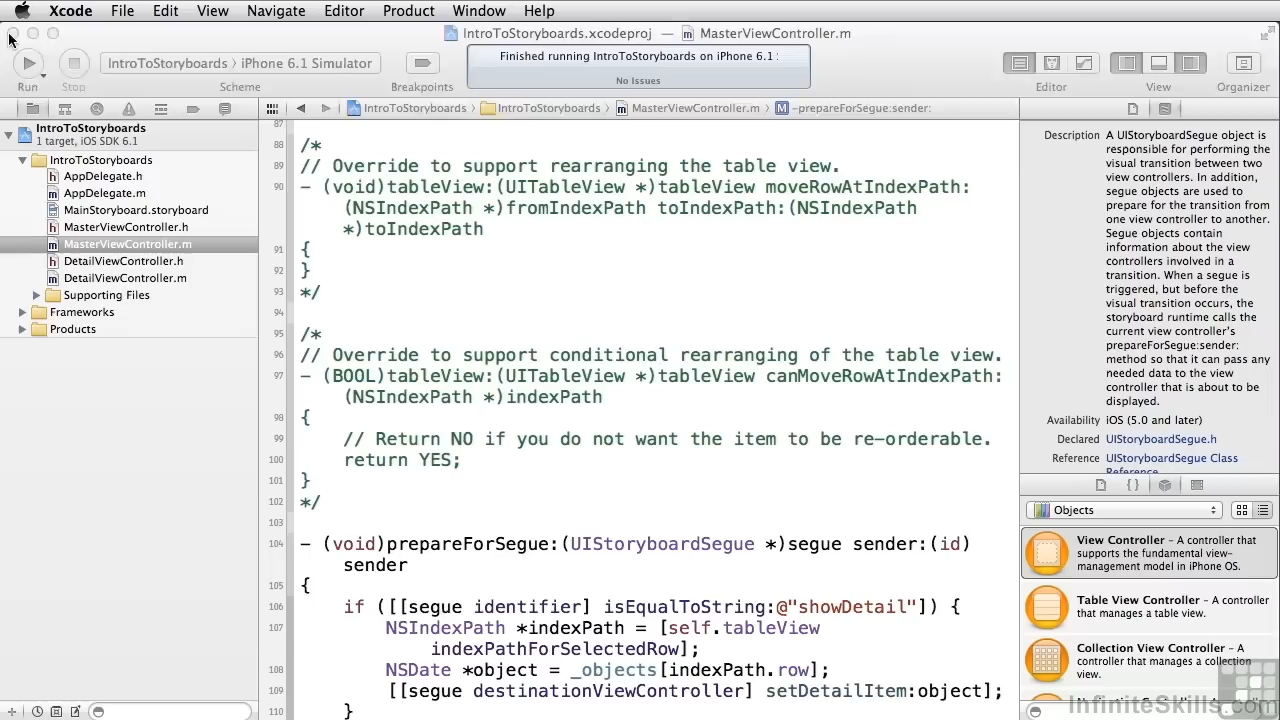 Xcode File Edit View Navigate Editor Product Window Help
IntroToStoryboards.xcodeproj — MasterViewController.m
IntroToStoryboards 〉 iPhone 6.1 Simulator
Finished running IntroToStoryboards on iPhone 6.1
No Issues
Run Stop Scheme Breakpoints Editor View Organizer
IntroToStoryboards 〉 IntroToStoryboards 〉 MasterViewController.m 〉 M -prepareForSegue:sender:
IntroToStoryboards
1 target, iOS SDK 6.1
IntroToStoryboards
h AppDelegate.h
m AppDelegate.m
MainStoryboard.storyboard
h MasterViewController.h
m MasterViewController.m
h DetailViewController.h
m DetailViewController.m
Supporting Files
Frameworks
Products
87
88 /*
89 // Override to support rearranging the table view.
90 - (void)tableView:(UITableView *)tableView moveRowAtIndexPath:
(NSIndexPath *)fromIndexPath toIndexPath:(NSIndexPath
*)toIndexPath
91 {
92 }
93 */
94
95 /*
96 // Override to support conditional rearranging of the table view.
97 - (BOOL)tableView:(UITableView *)tableView canMoveRowAtIndexPath:
(NSIndexPath *)indexPath
98 {
99 // Return NO if you do not want the item to be re-orderable.
100 return YES;
101 }
102 */
103
104 - (void)prepareForSegue:(UIStoryboardSegue *)segue sender:(id)
sender
105 {
106 if ([[segue identifier] isEqualToString:@"showDetail"]) {
107 NSIndexPath *indexPath = [self.tableView
indexPathForSelectedRow];
108 NSDate *object = _objects[indexPath.row];
109 [[segue destinationViewController] setDetailItem:object];
110 }
Description A UIStoryboardSegue object is
responsible for performing the
visual transition between two
view controllers. In addition,
segue objects are used to
prepare for the transition from
one view controller to another.
Segue objects contain
information about the view
controllers involved in a
transition. When a segue is
triggered, but before the
visual transition occurs, the
storyboard runtime calls the
current view controller's
prepareForSegue:sender:
method so that it can pass any
needed data to the view
controller that is about to be
displayed.
Availability iOS (5.0 and later)
Declared UIStoryboardSegue.h
Reference UIStoryboardSegue Class
Reference
{ }
Objects
View Controller – A controller that
supports the fundamental view-
management model in iPhone OS.
Table View Controller – A controller
that manages a table view.
Collection View Controller – A
controller that manages a collection
view.
InfiniteSkills.com